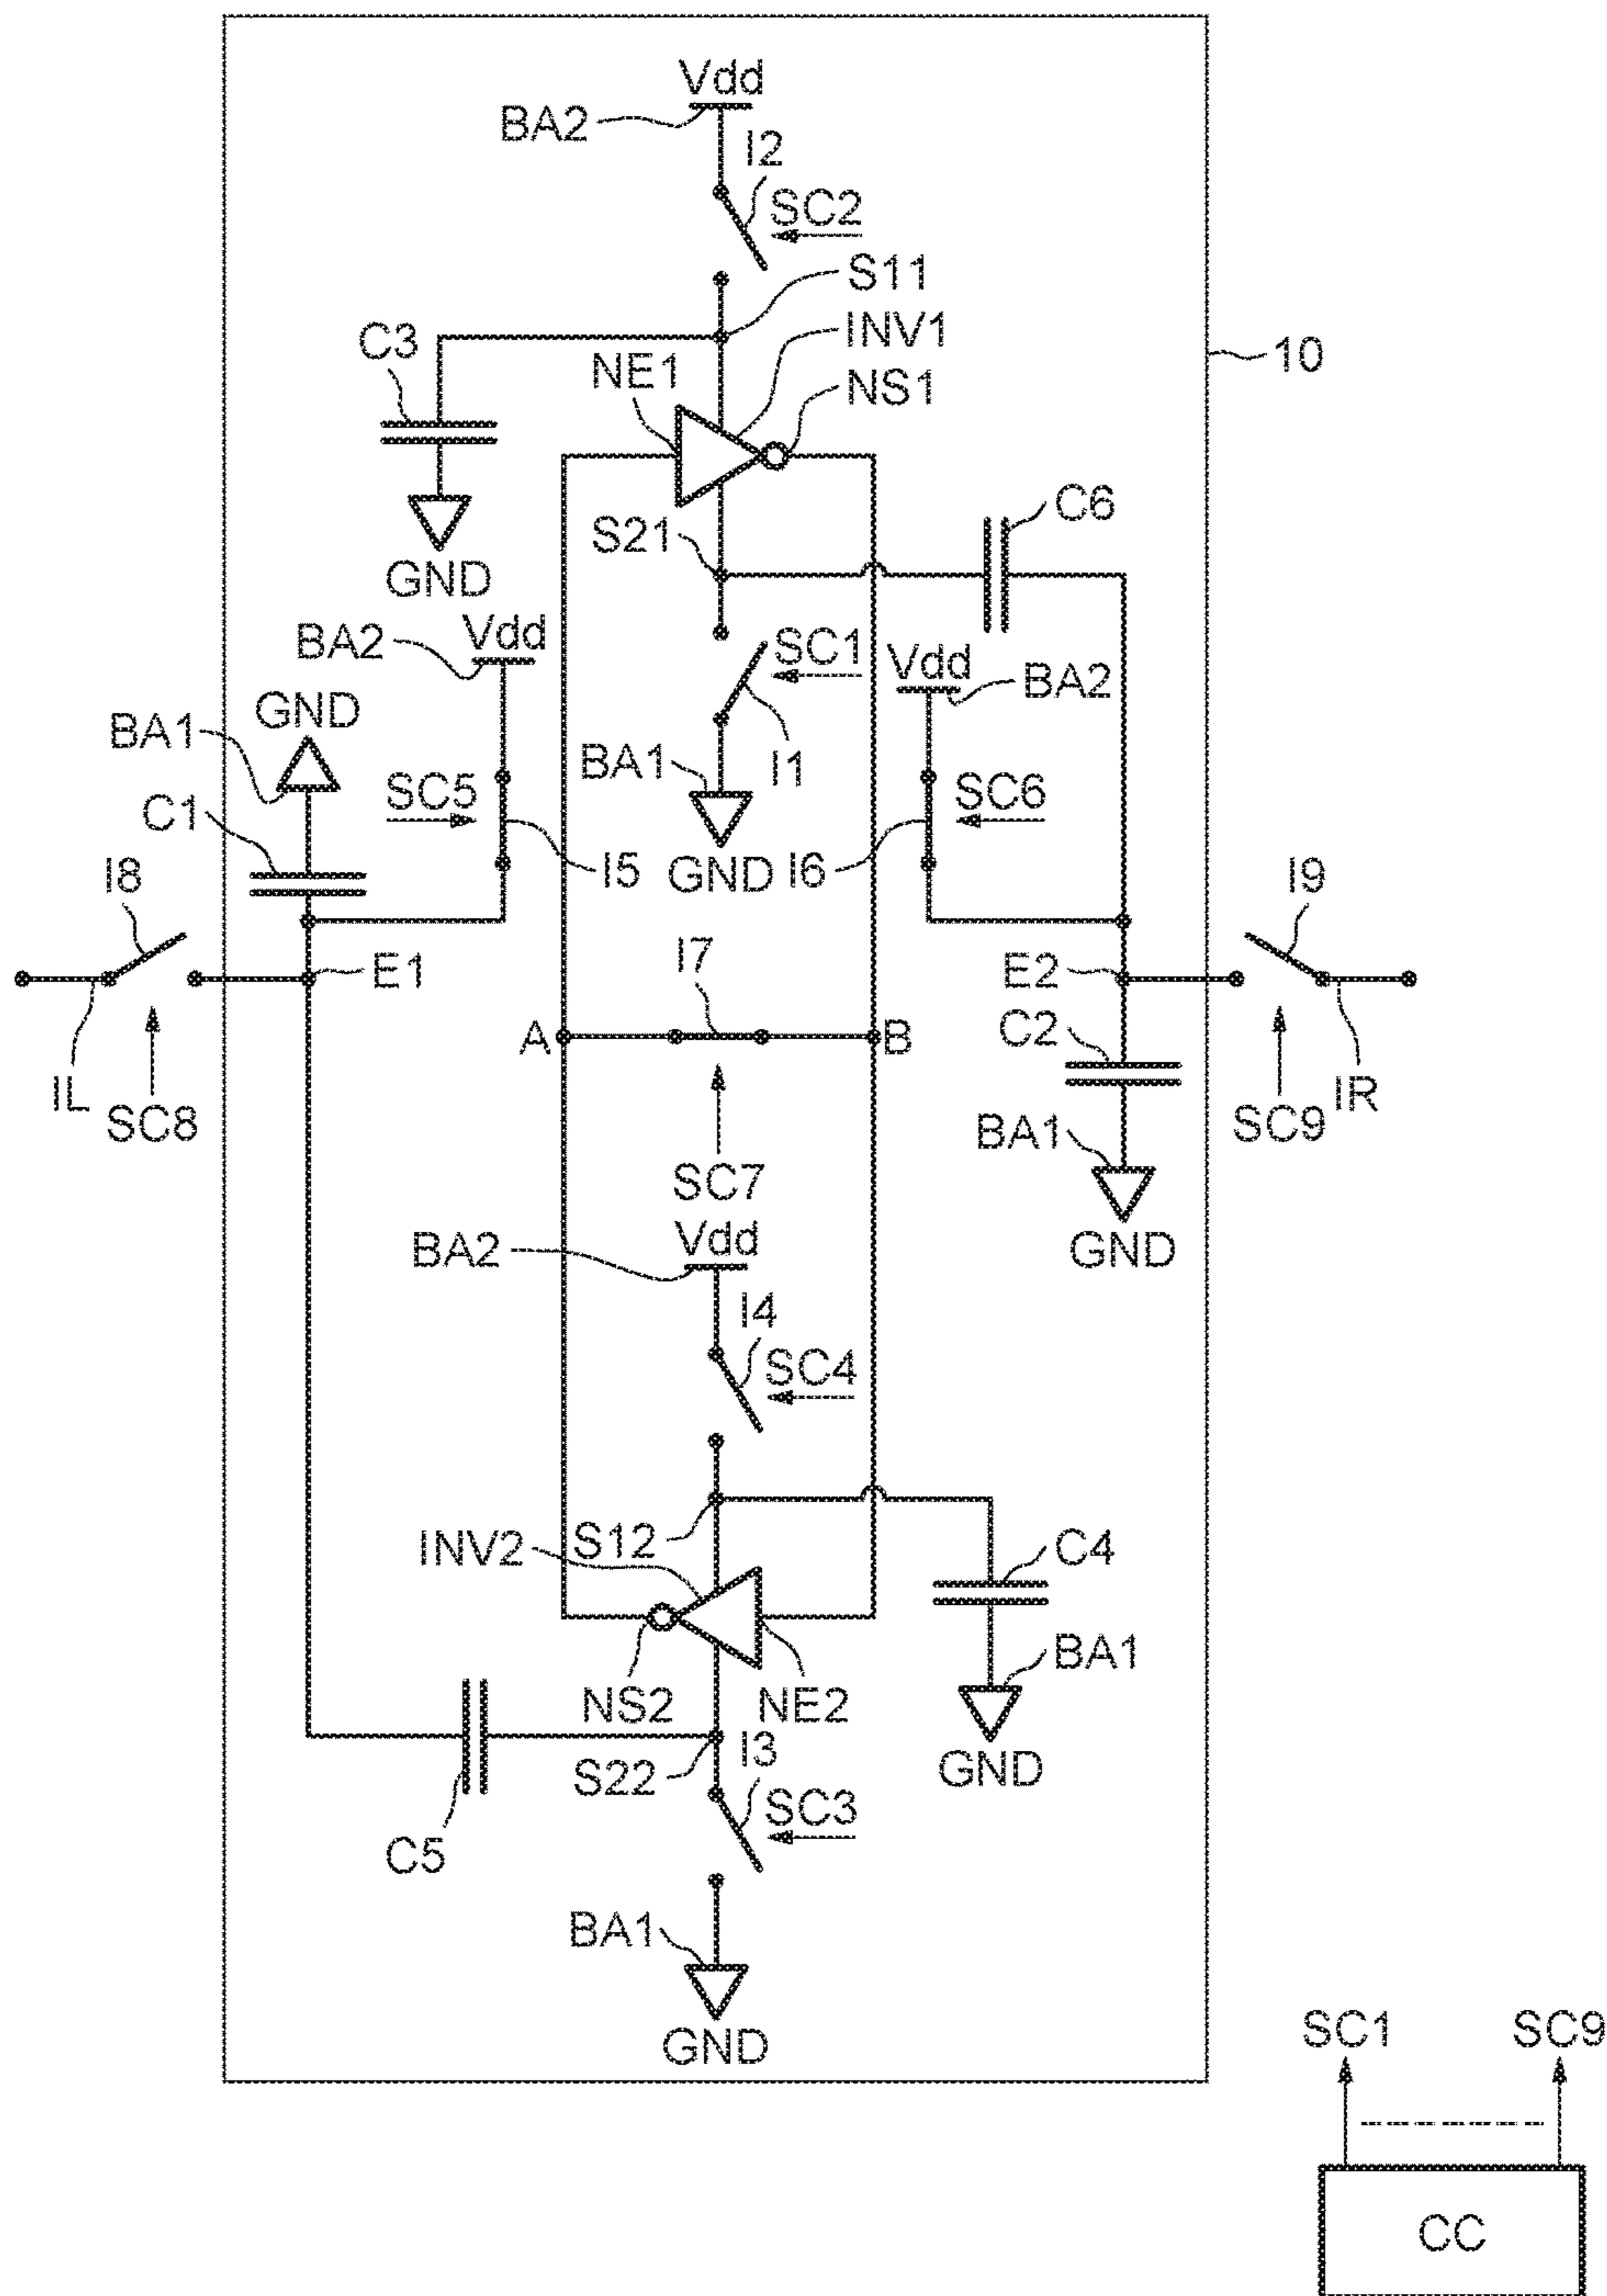 Vdd
BA2
I2
SC2
S11
C3
INV1
NE1
10
NS1
C6
S21
GND
BA2
Vdd
SC1
Vdd
BA2
GND
BA1
I1
BA1
SC5
SC6
C1
I8
I5
GND
I6
I9
I7
E1
E2
C2
A
B
IL
SC8
IR
SC9
BA1
SC7
Vdd
BA2
GND
I4
SC4
S12
INV2
C4
BA1
NS2
NE2
I3
S22
GND
SC3
C5
BA1
GND
SC1
SC9
CC